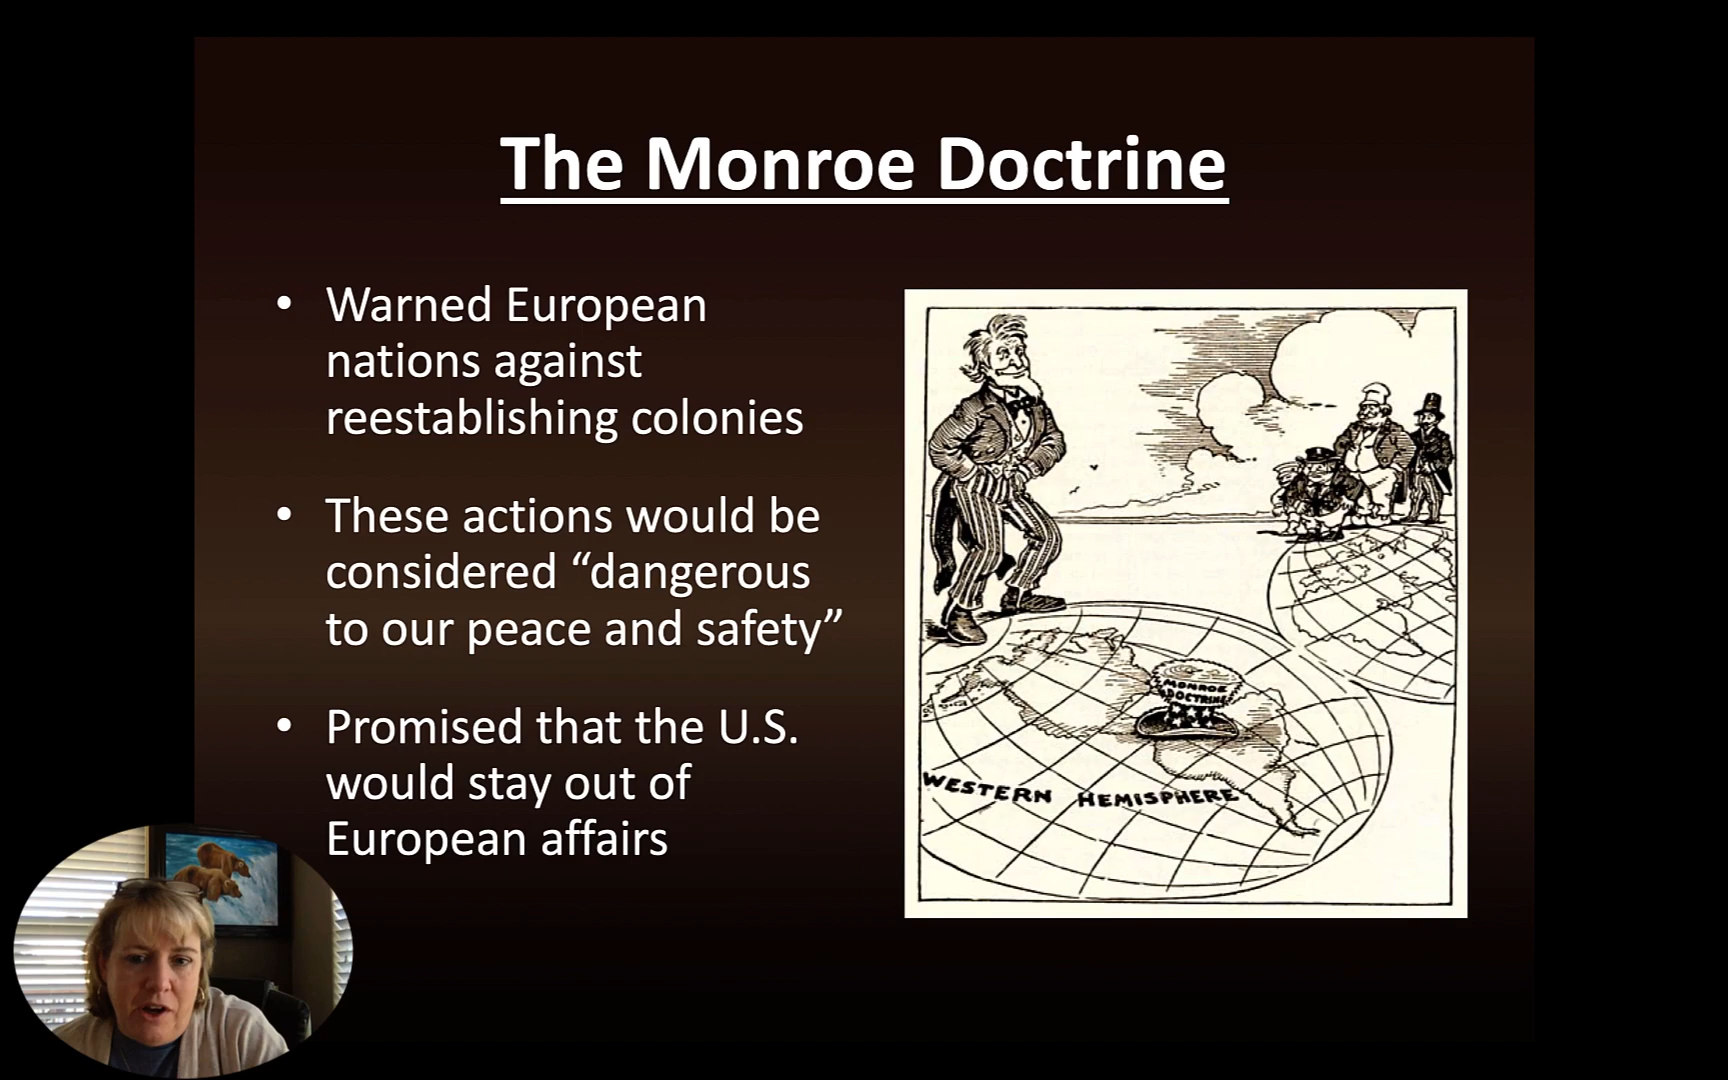 The Monroe Doctrine
• Warned European
nations against
reestablishing colonies
• These actions would be
considered “dangerous
to our peace and safety”
• Promised that the U.S.
would stay out of
European affairs
MONROE
DOCTRINE
WESTERN HEMISPHERE